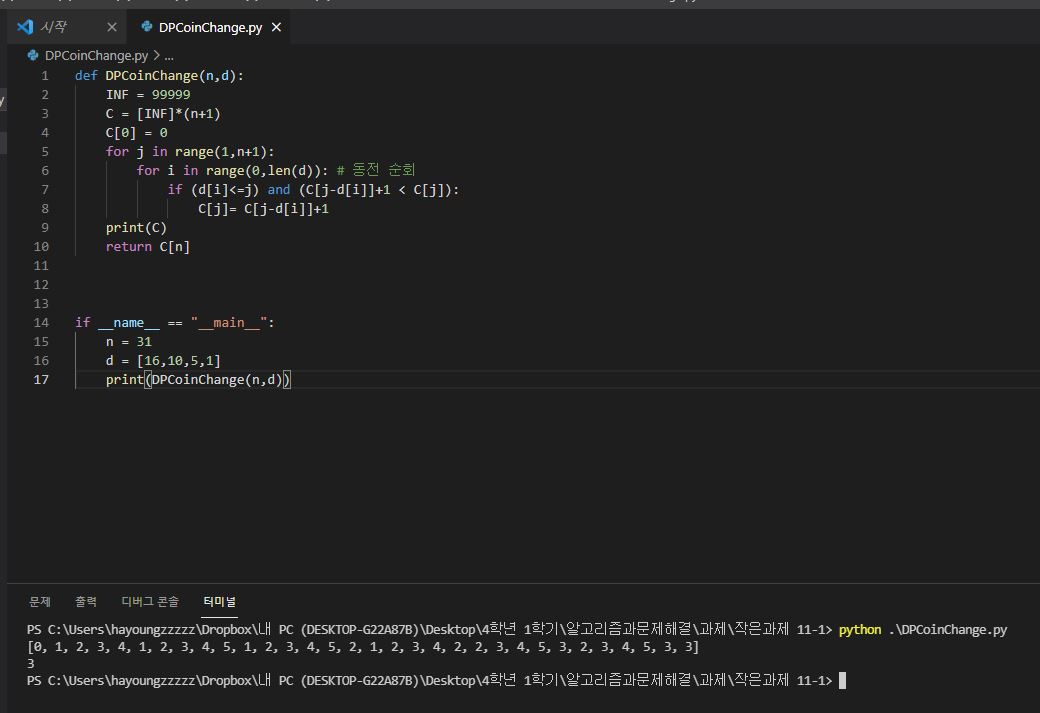 시작
DPCoinChange.py
DPCoinChange.py > ...
1 def DPCoinChange(n,d):
2     INF = 99999
3     C = [INF]*(n+1)
4     C[0] = 0
5     for j in range(1,n+1):
6         for i in range(0,len(d)): # 동전 순회
7             if (d[i]<=j) and (C[j-d[i]]+1 < C[j]):
8                 C[j]= C[j-d[i]]+1
9     print(C)
10     return C[n]
11
12
13
14 if __name__ == "__main__":
15     n = 31
16     d = [16,10,5,1]
17     print(DPCoinChange(n,d))
문제 출력 디버그 콘솔 터미널
PS C:\Users\hayoungzzzzz\Dropbox\내 PC (DESKTOP-G22A87B)\Desktop\4학년 1학기\알고리즘과문제해결\과제\작은과제 11-1> python .\DPCoinChange.py
[0, 1, 2, 3, 4, 1, 2, 3, 4, 5, 1, 2, 3, 4, 5, 2, 1, 2, 3, 4, 2, 2, 3, 4, 5, 3, 2, 3, 4, 5, 3, 3]
3
PS C:\Users\hayoungzzzzz\Dropbox\내 PC (DESKTOP-G22A87B)\Desktop\4학년 1학기\알고리즘과문제해결\과제\작은과제 11-1>